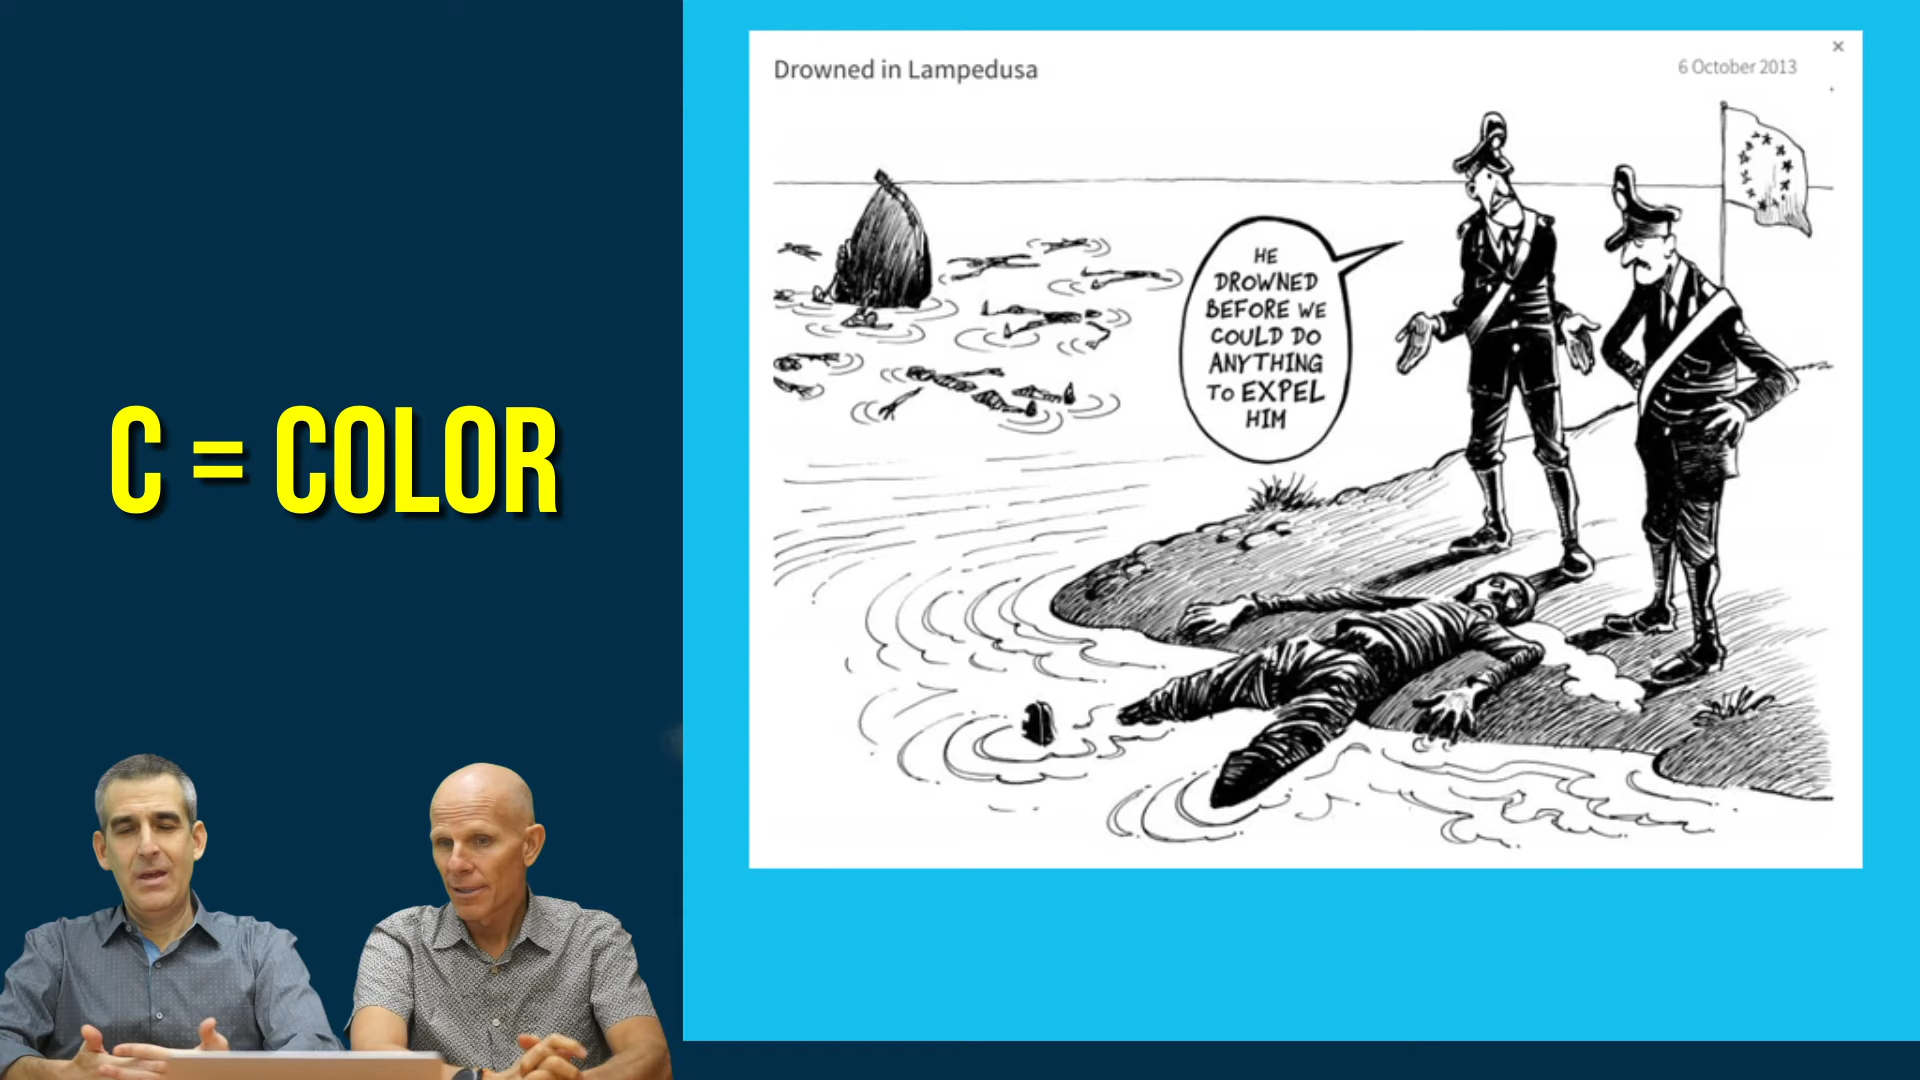 C = COLOR
Drowned in Lampedusa
6 October 2013
HE
DROWNED
BEFORE WE
COULD DO
ANYTHING
TO EXPEL
HIM